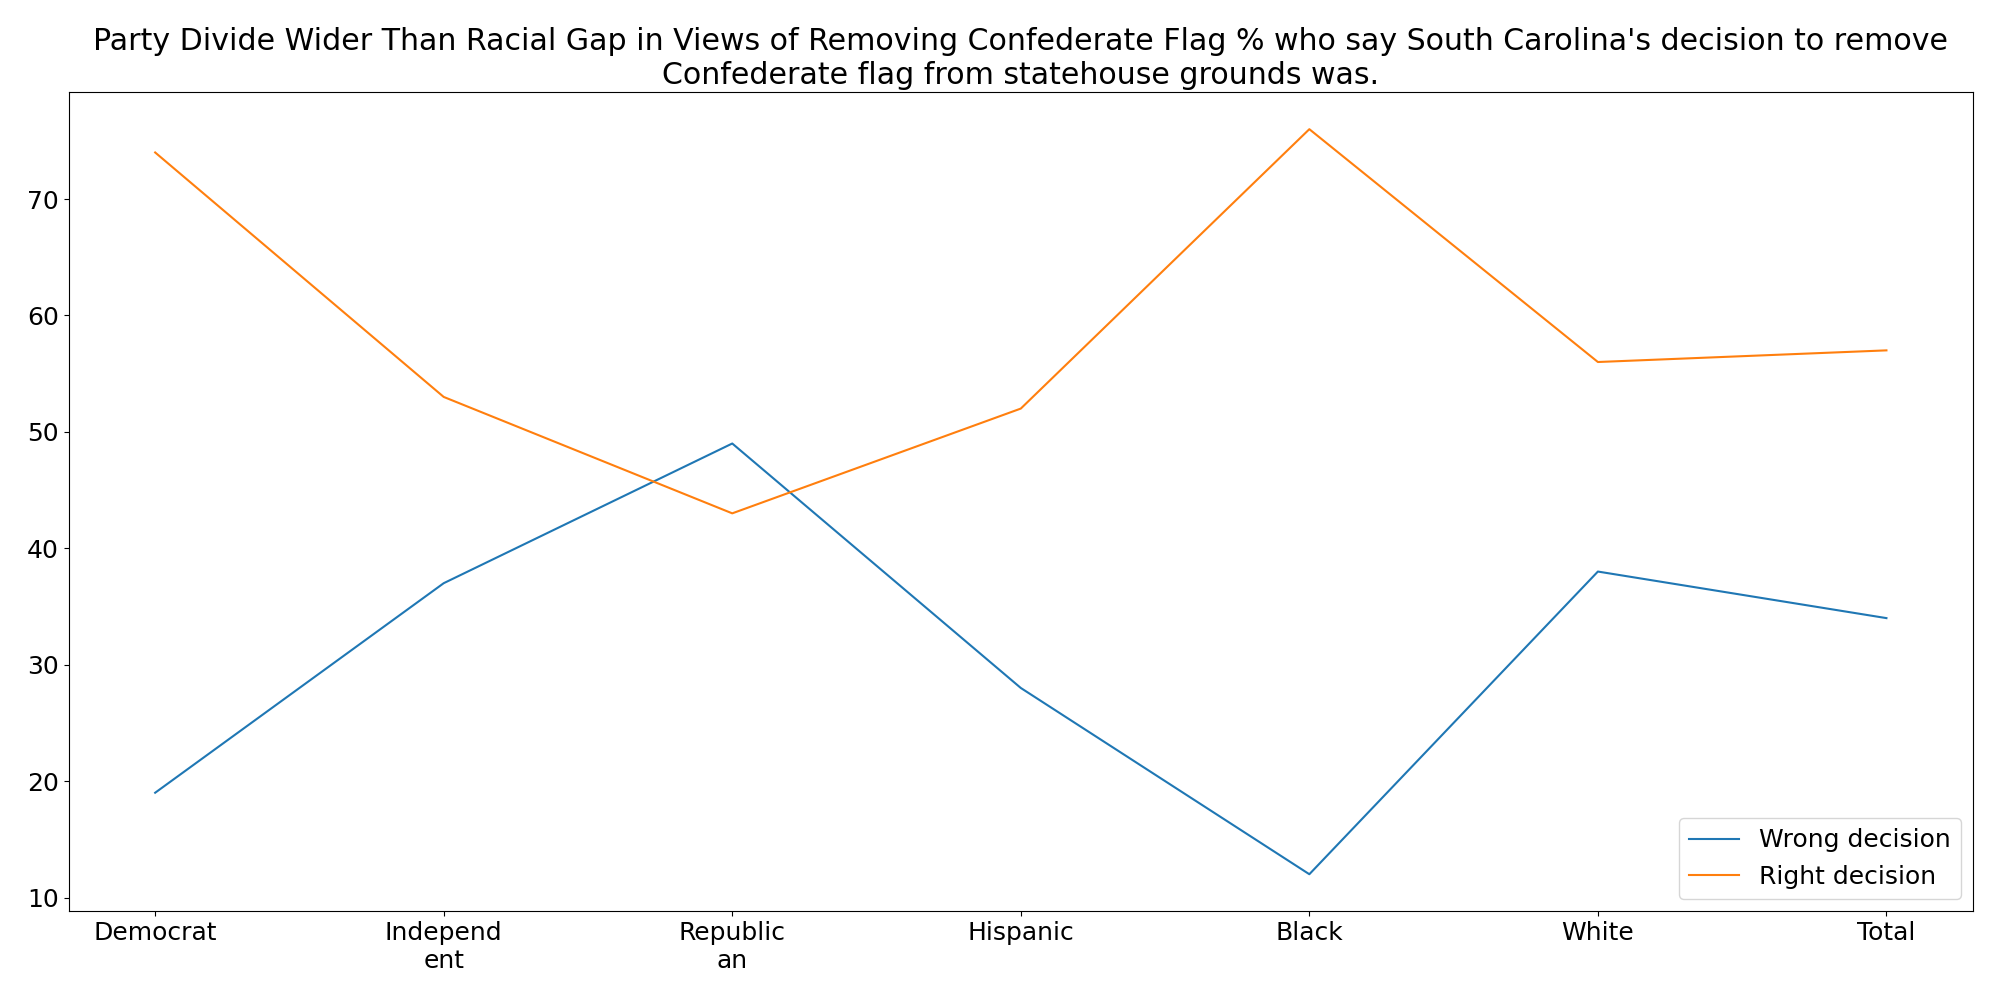 Party Divide Wider Than Racial Gap in Views of Removing Confederate Flag % who say South Carolina's decision to remove
Confederate flag from statehouse grounds was.
70
60
50
40
30
20
10
Wrong decision
Right decision
Democrat
Independ
ent
Republic
an
Hispanic
Black
White
Total